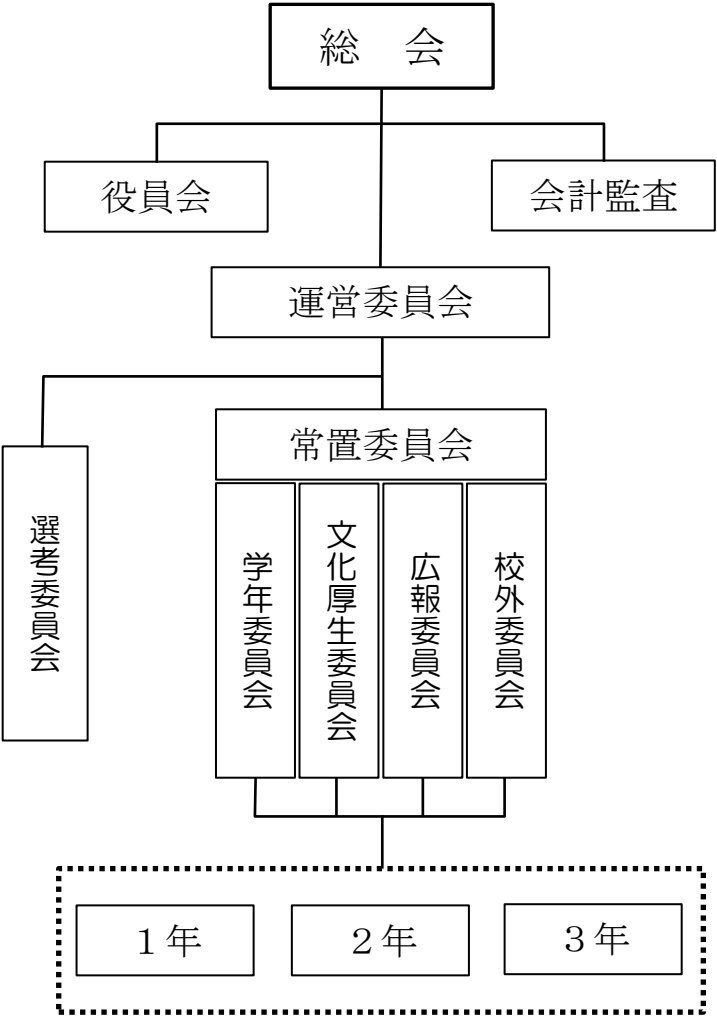 総　会
役員会
会計監査
運営委員会
常置委員会
選考委員会
学年委員会
文化厚生委員会
広報委員会
校外委員会
１年
２年
３年